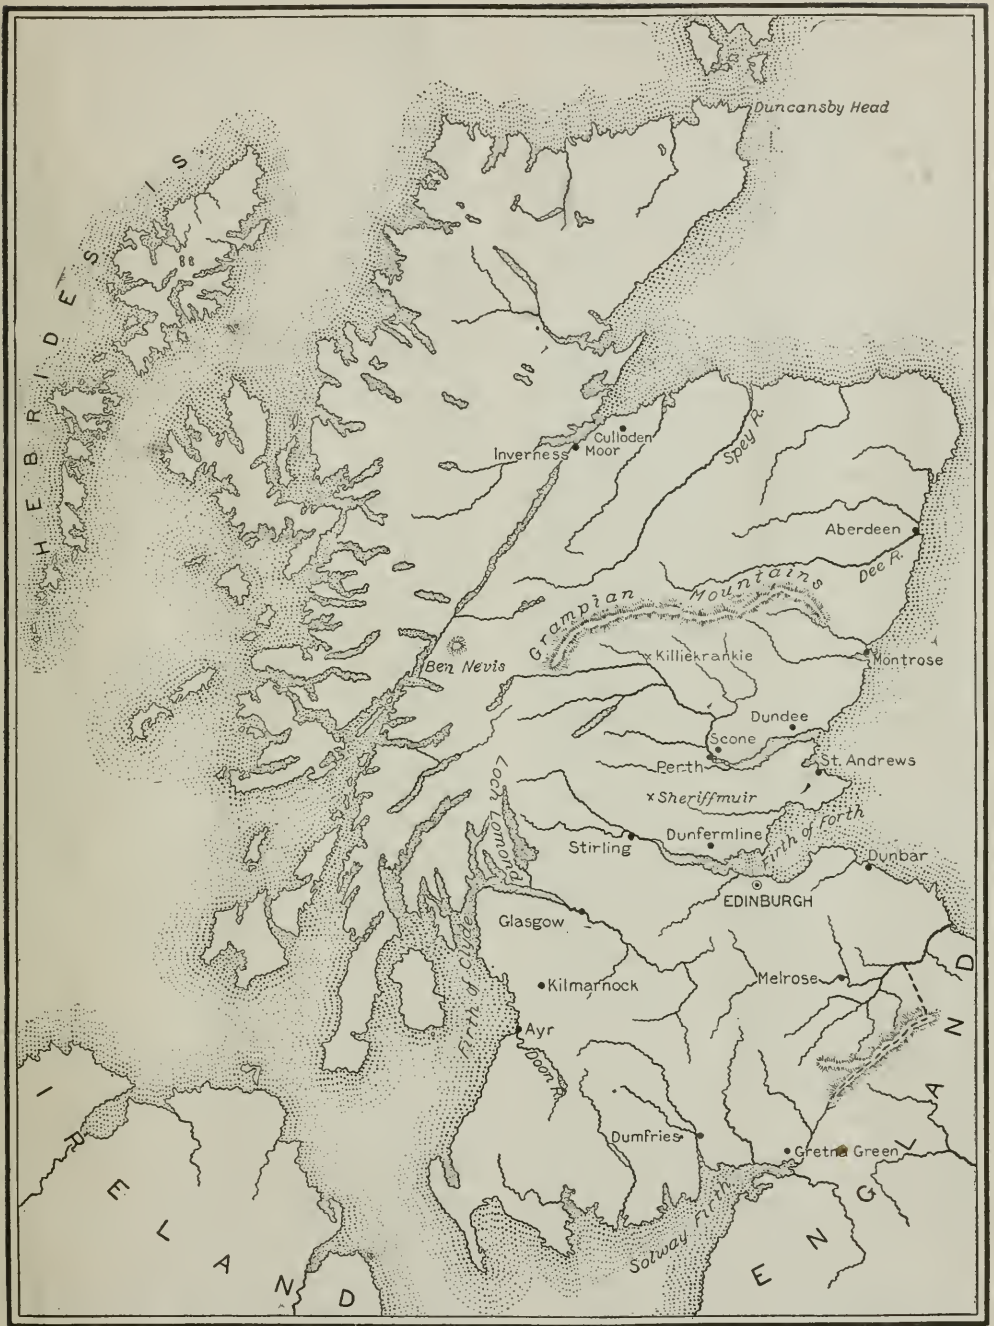 Duncansby Head
HEBRIDES IS
Culloden
Moor
Inverness
Spey R.
Aberdeen
Dee R.
Grampian Mountains
Ben Nevis
Killiekrankie
Montrose
Dundee
Scone
Perth
St. Andrews
Sheriffmuir
Loch Lomond
Dunfermline
Stirling
Firth of Forth
Dunbar
EDINBURGH
Glasgow
Firth of Clyde
Melrose
Kilmarnock
Ayr
Doon R.
Dumfries
Gretna Green
Solway Firth
IRELAND
ENGLAND